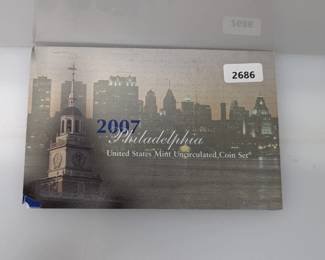 2686
2007
Philadelphia
United States Mint Uncirculated Coin Set®